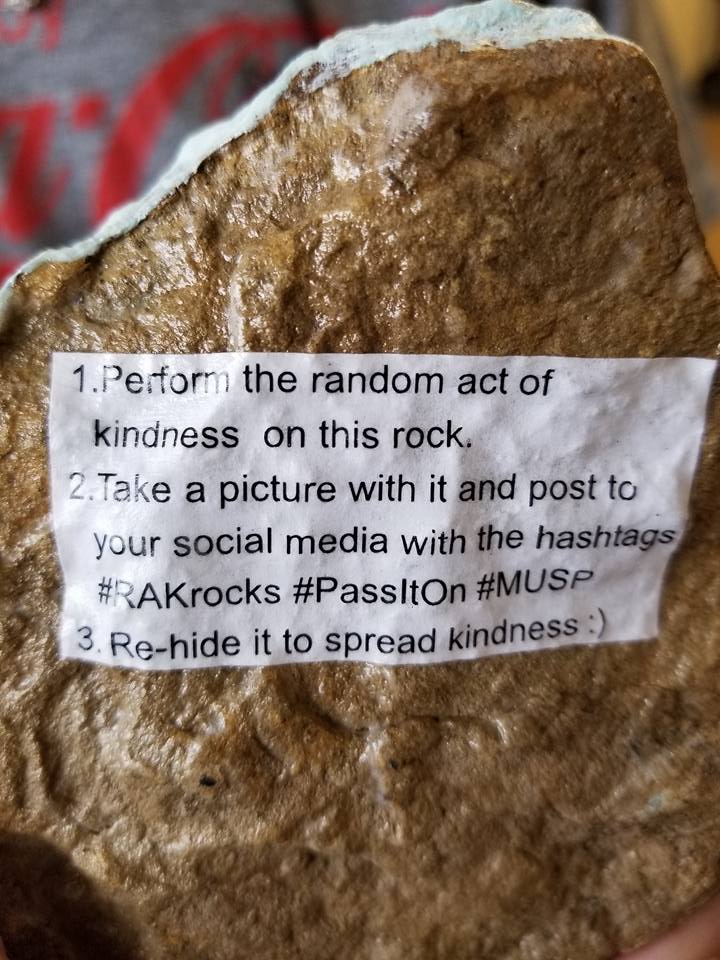 1.Perform the random act of
kindness on this rock.
2.Take a picture with it and post to
your social media with the hashtags
#RAKrocks #PassItOn #MUSP
3. Re-hide it to spread kindness :)